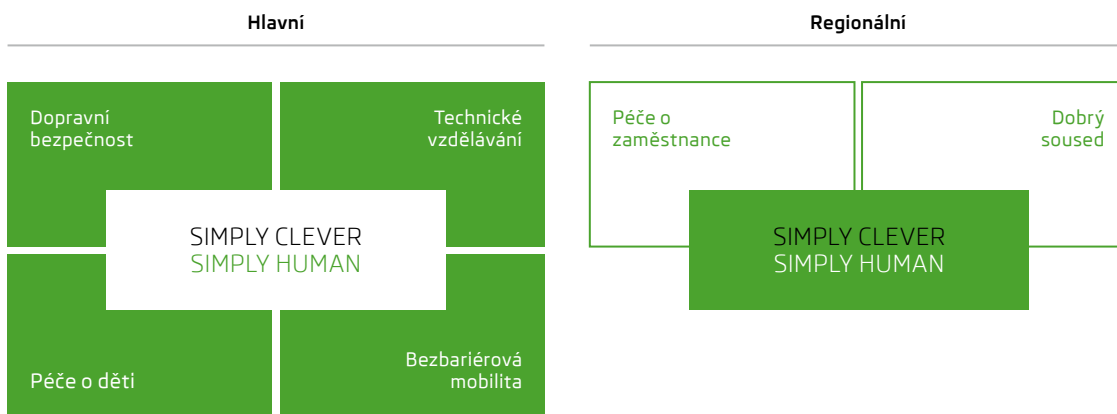 Hlavní
Dopravní
bezpečnost
Technické
vzdělávání
SIMPLY CLEVER
SIMPLY HUMAN
Péče o děti
Bezbariérová
mobilita
Regionální
Péče o
zaměstnance
Dobrý
soused
SIMPLY CLEVER
SIMPLY HUMAN